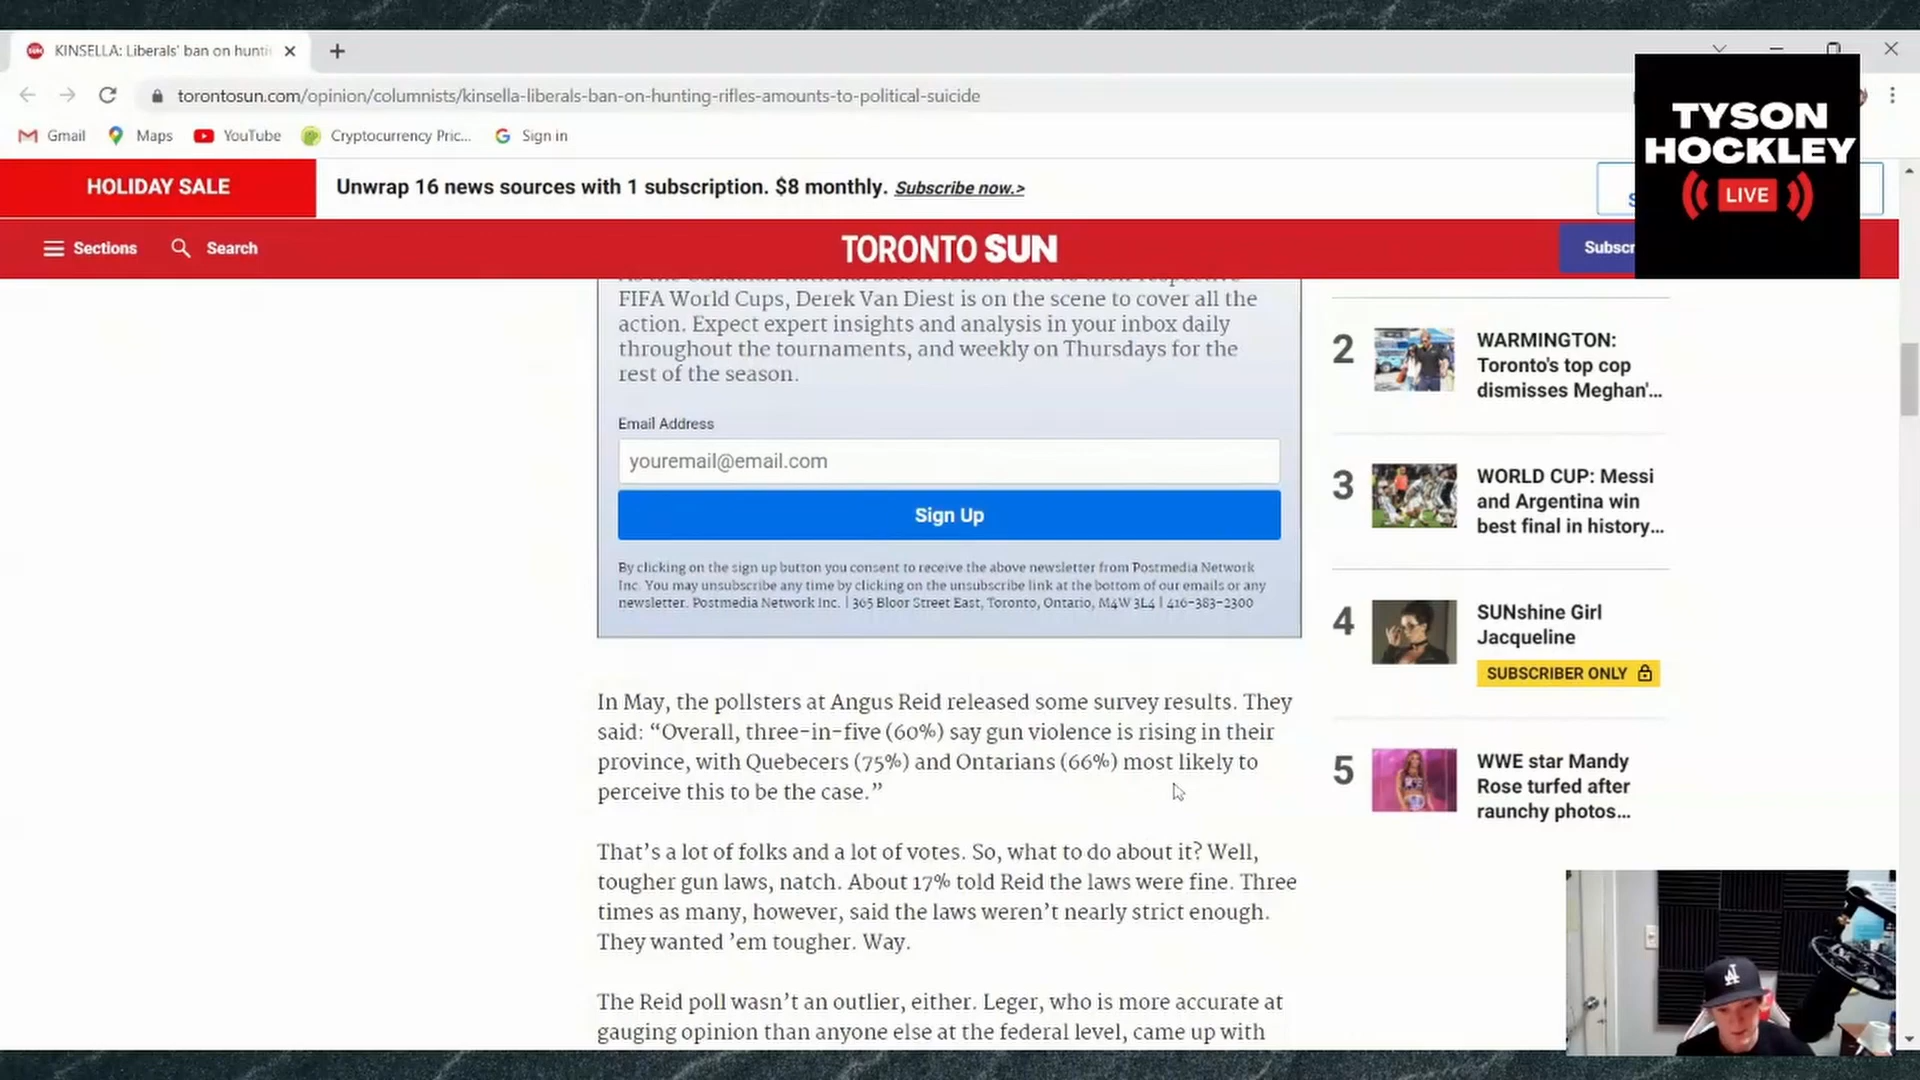 KINSELLA: Liberals' ban on hunti
torontosun.com/opinion/columnists/kinsella-liberals-ban-on-hunting-rifles-amounts-to-political-suicide
Gmail
Maps
YouTube
Cryptocurrency Pric...
Sign in
TYSON
HOCKLEY
LIVE
HOLIDAY SALE
Unwrap 16 news sources with 1 subscription. $8 monthly. Subscribe now.>
Sections
Search
TORONTO SUN
Subscr
FIFA World Cups, Derek Van Diest is on the scene to cover all the
action. Expect expert insights and analysis in your inbox daily
throughout the tournaments, and weekly on Thursdays for the
rest of the season.
Email Address
youremail@email.com
Sign Up
By clicking on the sign up button you consent to receive the above newsletter from Postmedia Network
Inc. You may unsubscribe any time by clicking on the unsubscribe link at the bottom of our emails or any
newsletter. Postmedia Network Inc. | 365 Bloor Street East, Toronto, Ontario, M4W 3L4 | 416-383-2300
In May, the pollsters at Angus Reid released some survey results. They
said: “Overall, three-in-five (60%) say gun violence is rising in their
province, with Quebecers (75%) and Ontarians (66%) most likely to
perceive this to be the case.”
That’s a lot of folks and a lot of votes. So, what to do about it? Well,
tougher gun laws, natch. About 17% told Reid the laws were fine. Three
times as many, however, said the laws weren’t nearly strict enough.
They wanted ’em tougher. Way.
The Reid poll wasn’t an outlier, either. Leger, who is more accurate at
gauging opinion than anyone else at the federal level, came up with
2
WARMINGTON:
Toronto's top cop
dismisses Meghan'...
3
WORLD CUP: Messi
and Argentina win
best final in history...
4
SUNshine Girl
Jacqueline
SUBSCRIBER ONLY
5
WWE star Mandy
Rose turfed after
raunchy photos...